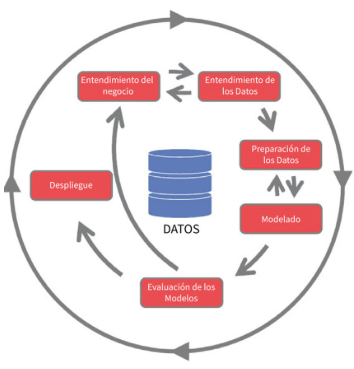 Entendimiento del
negocio
Entendimiento de
los Datos
Preparación de
los Datos
Modelado
Evaluación de los
Modelos
Despliegue
DATOS